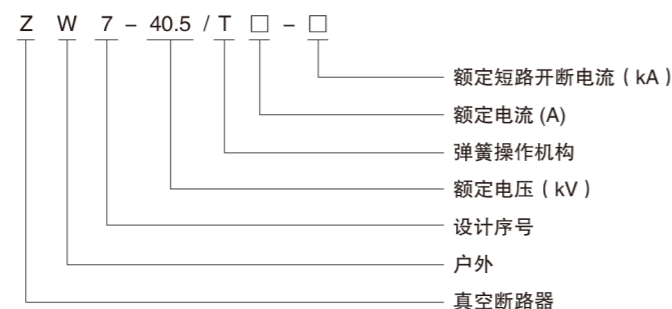 Z W 7 – 40.5 / T □ – □
额定短路开断电流（kA）
额定电流 (A)
弹簧操作机构
额定电压（kV）
设计序号
户外
真空断路器